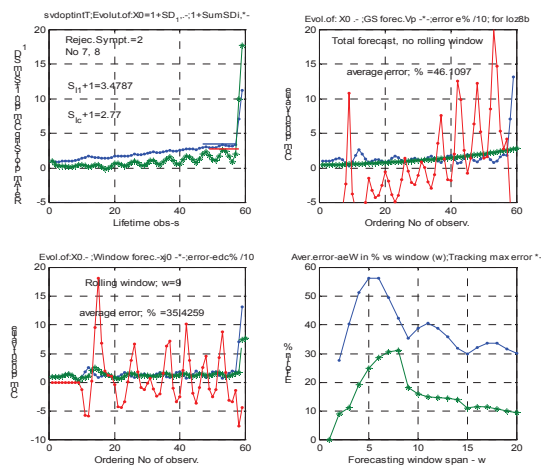 svdoptintT;Evolut.of:X0=1+SD1,.-;1+SumSDi,*-
Rejec.Sympt.=2
No 7, 8
SI1+1=3.4787
SIc+1=2.77
20
15
10
5
0
-5
0 20 40 60
Lifetime obs-s
Evol.of: X0 .- ;GS forec.Vp -*-;error e% /10; for loz8b
Total forecast, no rolling window
average error; %=46.1097
20
15
10
5
0
-5
0 20 40 60
Ordering No of observ.
Evol.of:X0.- ;Window forec.-xj0 -*-;error-edc% /10
Rolling window; w=9
average error; % =35.4259
20
15
10
5
0
-5
-10
0 20 40 60
Ordering No of observ.
Aver.error-aeW in % vs window (w);Tracking max error *-
60
50
40
30
20
10
0
0 5 10 15 20
Forecasting window span - w